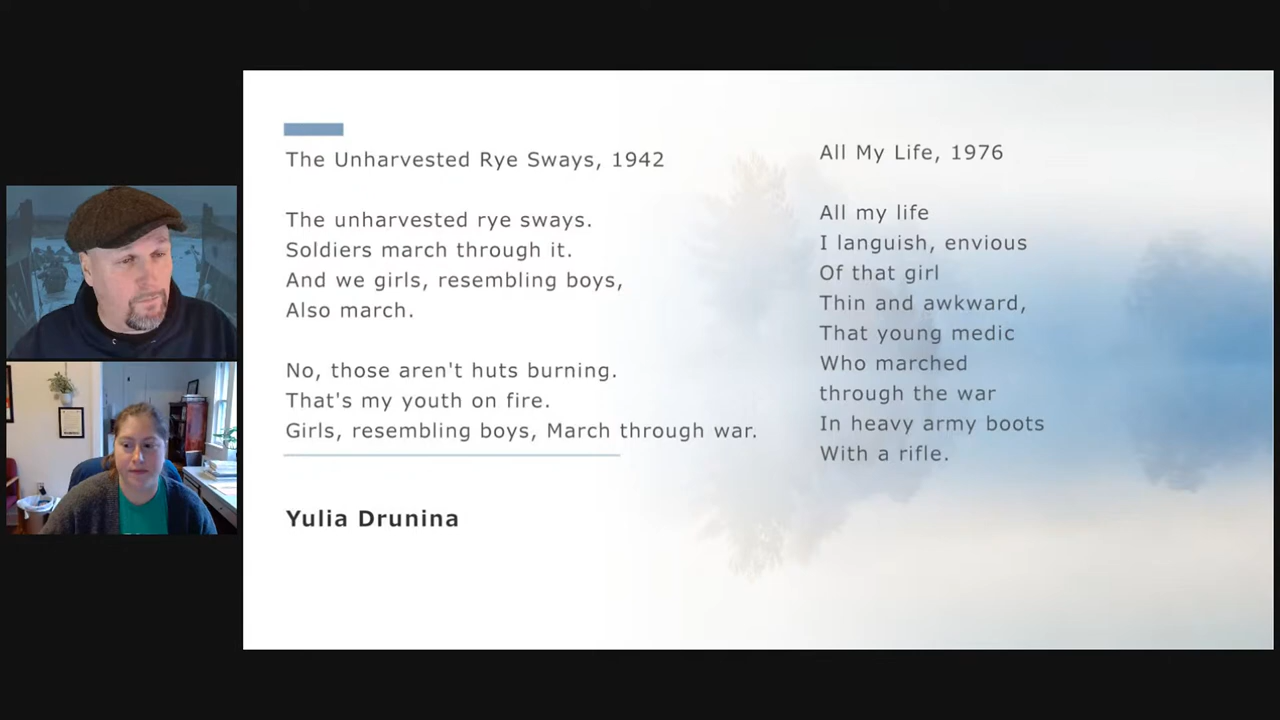 The Unharvested Rye Sways, 1942
The unharvested rye sways.
Soldiers march through it.
And we girls, resembling boys,
Also march.
No, those aren't huts burning.
That's my youth on fire.
Girls, resembling boys, March through war.
Yulia Drunina
All My Life, 1976
All my life
I languish, envious
Of that girl
Thin and awkward,
That young medic
Who marched
through the war
In heavy army boots
With a rifle.